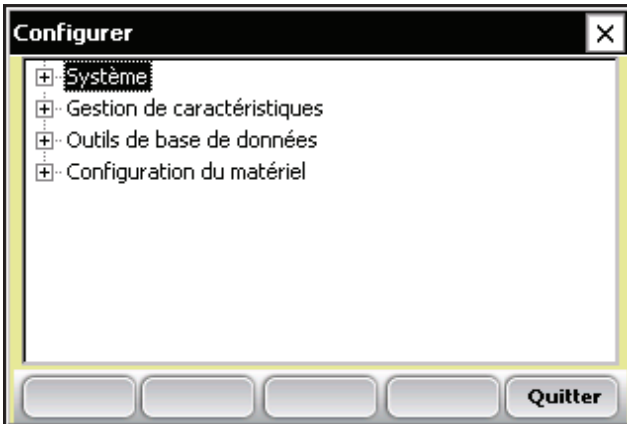 Configurer
Système
Gestion de caractéristiques
Outils de base de données
Configuration du matériel
Quitter